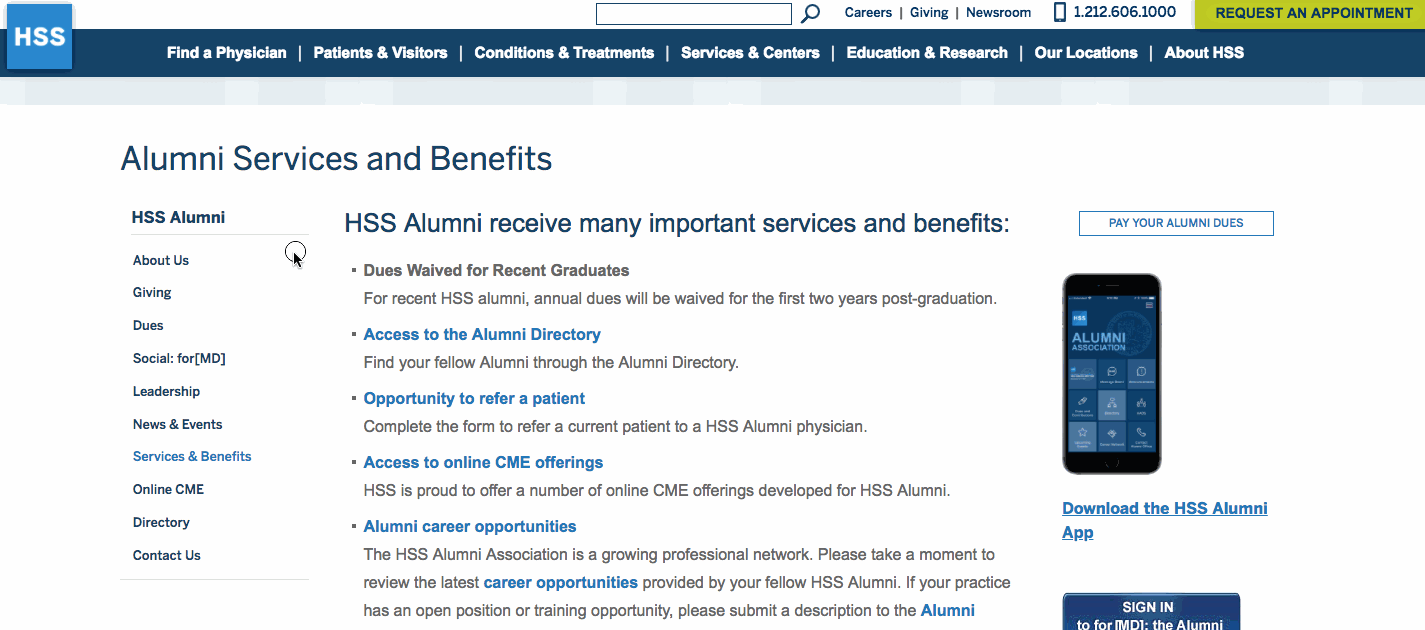 HSS
Careers | Giving | Newsroom
1.212.606.1000
REQUEST AN APPOINTMENT
Find a Physician | Patients & Visitors | Conditions & Treatments | Services & Centers | Education & Research | Our Locations | About HSS
Alumni Services and Benefits
HSS Alumni
About Us
Giving
Dues
Social: for[MD]
Leadership
News & Events
Services & Benefits
Online CME
Directory
Contact Us
HSS Alumni receive many important services and benefits:
▪ Dues Waived for Recent Graduates
For recent HSS alumni, annual dues will be waived for the first two years post-graduation.
▪ Access to the Alumni Directory
Find your fellow Alumni through the Alumni Directory.
▪ Opportunity to refer a patient
Complete the form to refer a current patient to a HSS Alumni physician.
▪ Access to online CME offerings
HSS is proud to offer a number of online CME offerings developed for HSS Alumni.
▪ Alumni career opportunities
The HSS Alumni Association is a growing professional network. Please take a moment to
review the latest career opportunities provided by your fellow HSS Alumni. If your practice
has an open position or training opportunity, please submit a description to the Alumni
PAY YOUR ALUMNI DUES
HSS
ALUMNI
ASSOCIATION
Download the HSS Alumni
App
SIGN IN
to for [MD]: the Alumni